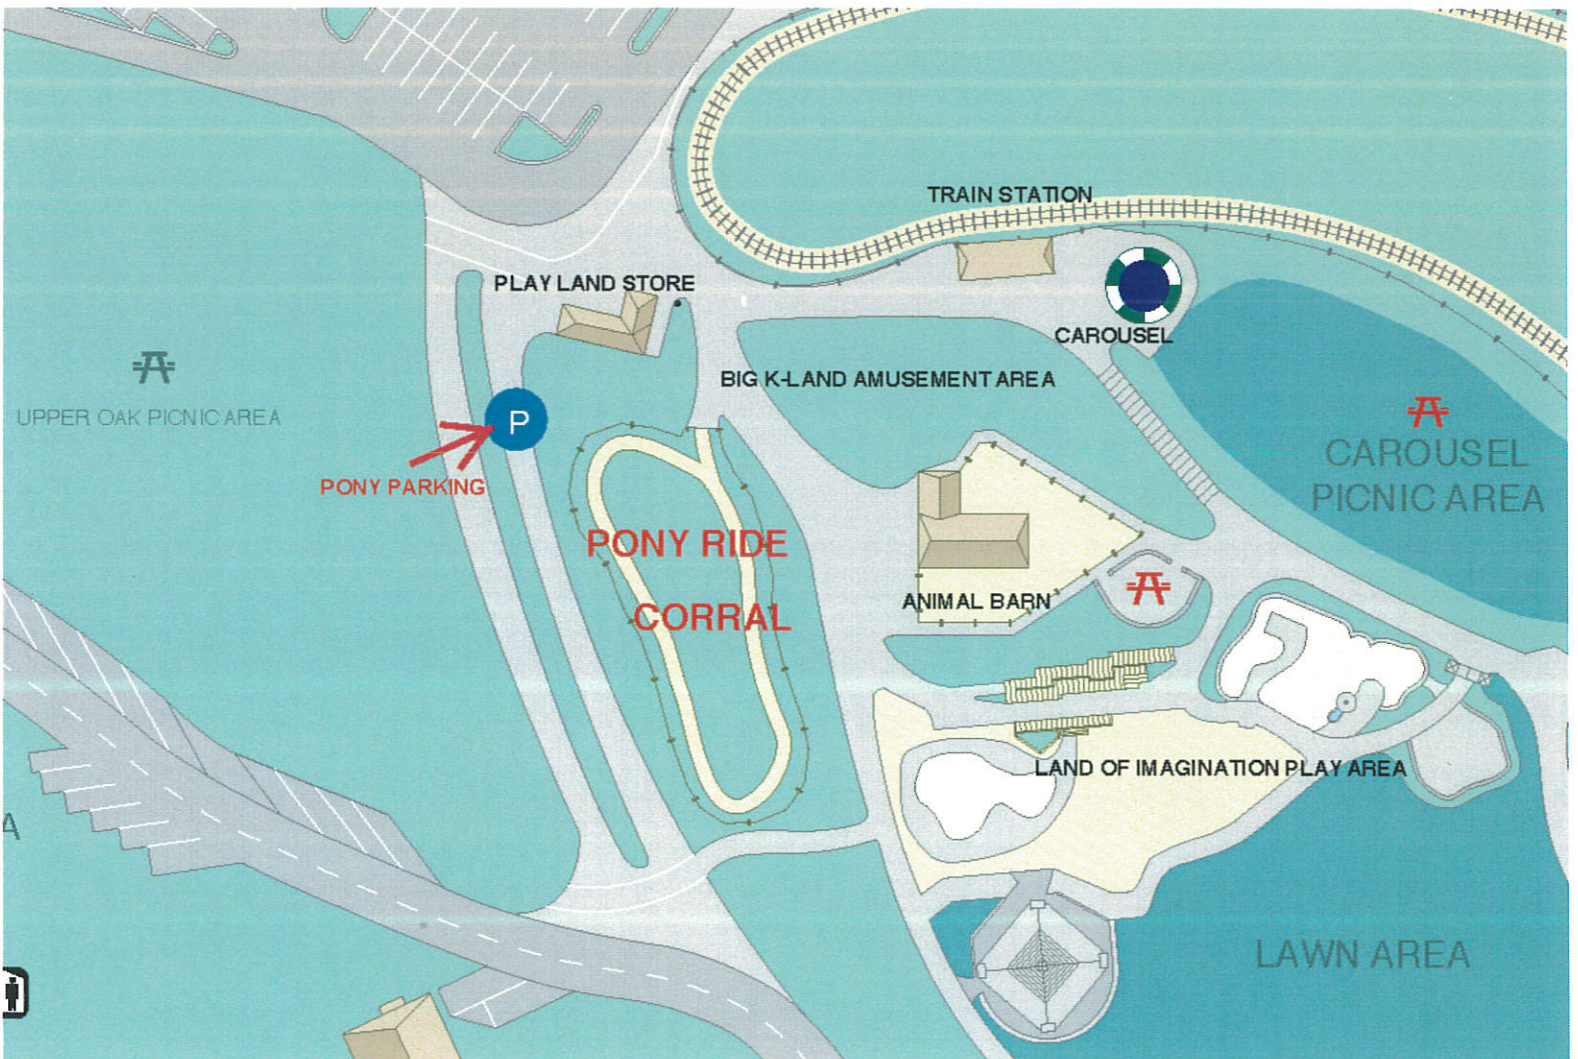 TRAIN STATION
PLAY LAND STORE
CAROUSEL
BIG K-LAND AMUSEMENT AREA
UPPER OAK PICNIC AREA
P
PONY PARKING
CAROUSEL
PICNIC AREA
PONY RIDE
CORRAL
ANIMAL BARN
LAND OF IMAGINATION PLAY AREA
A
LAWN AREA